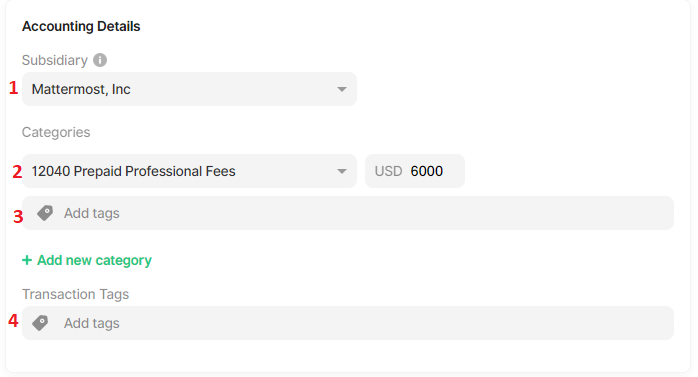 Accounting Details
Subsidiary i
1 Mattermost, Inc
Categories
2 12040 Prepaid Professional Fees USD 6000
3 Add tags
+ Add new category
Transaction Tags
4 Add tags